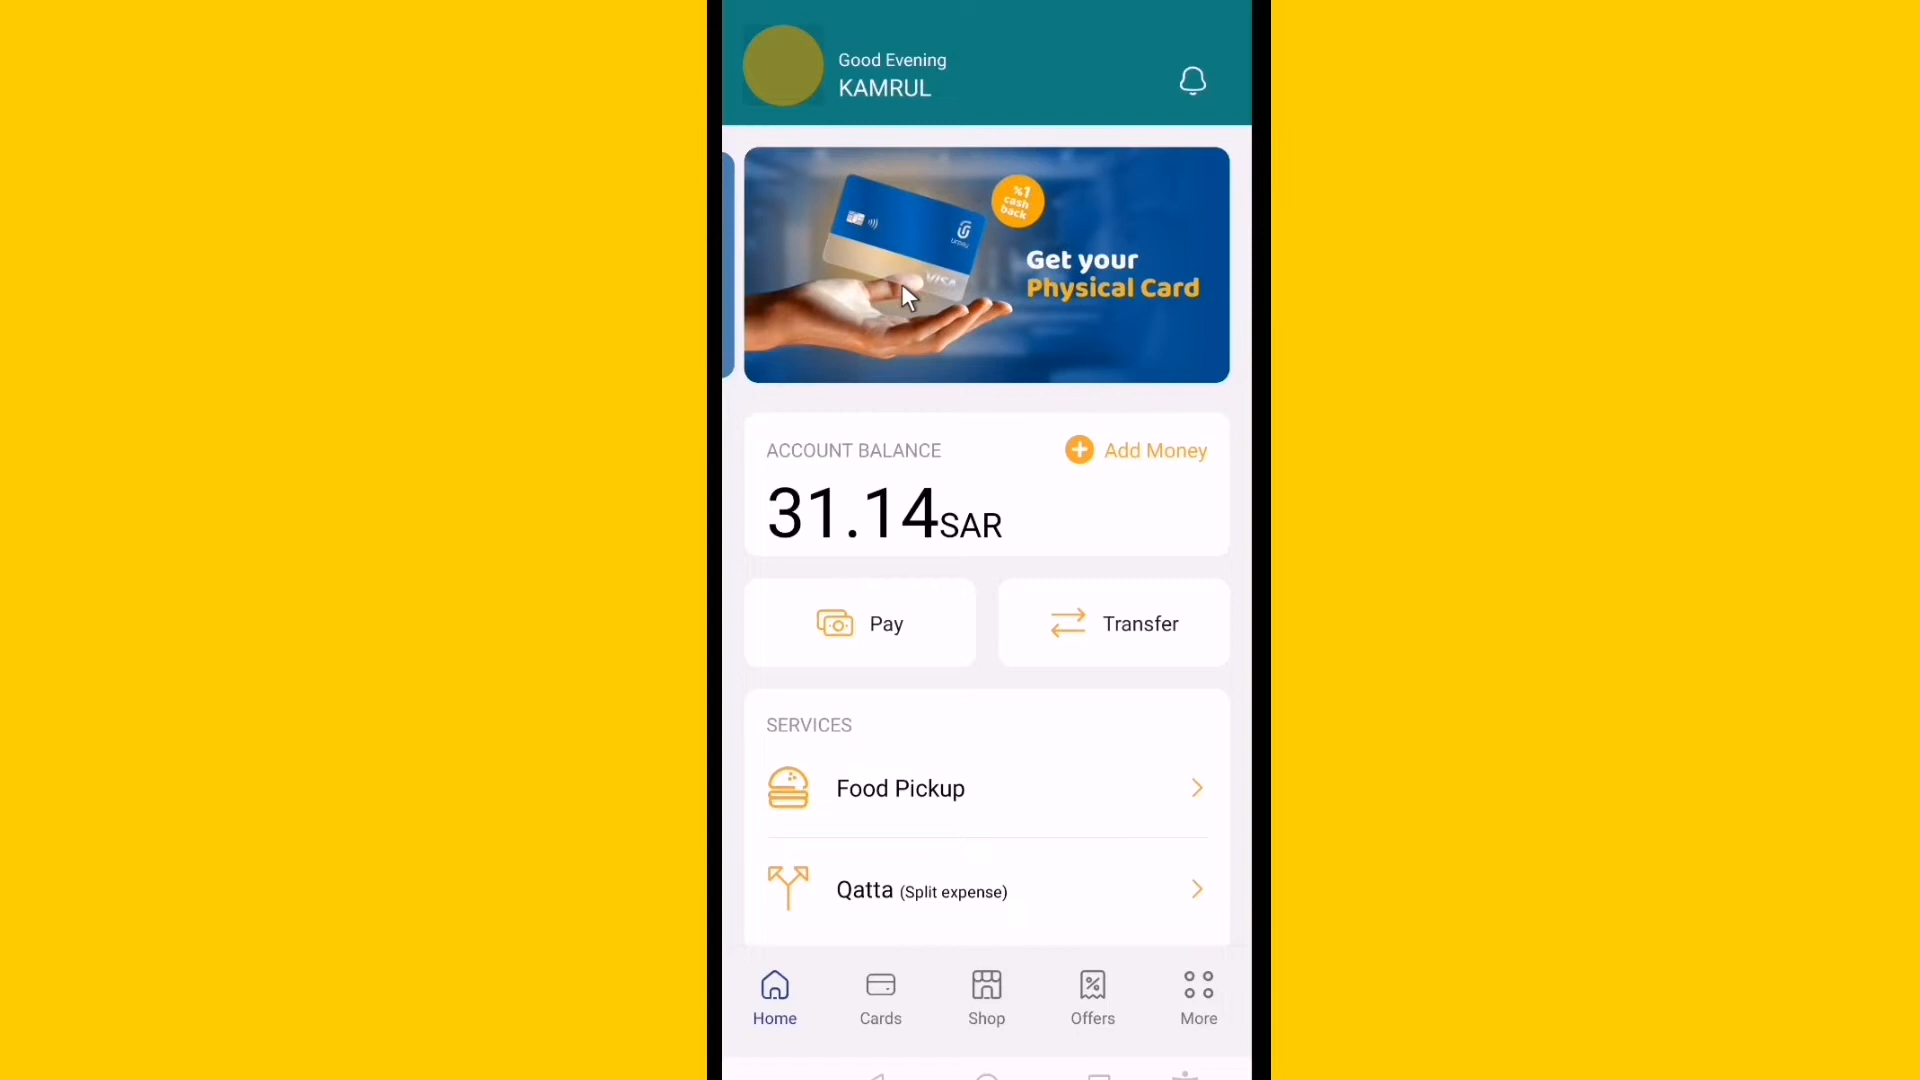 Good Evening
KAMRUL
%1
cash
back
urpay
VISA
Get your
Physical Card
ACCOUNT BALANCE
Add Money
31.14SAR
Pay
Transfer
SERVICES
Food Pickup
Qatta (Split expense)
Home
Cards
Shop
Offers
More